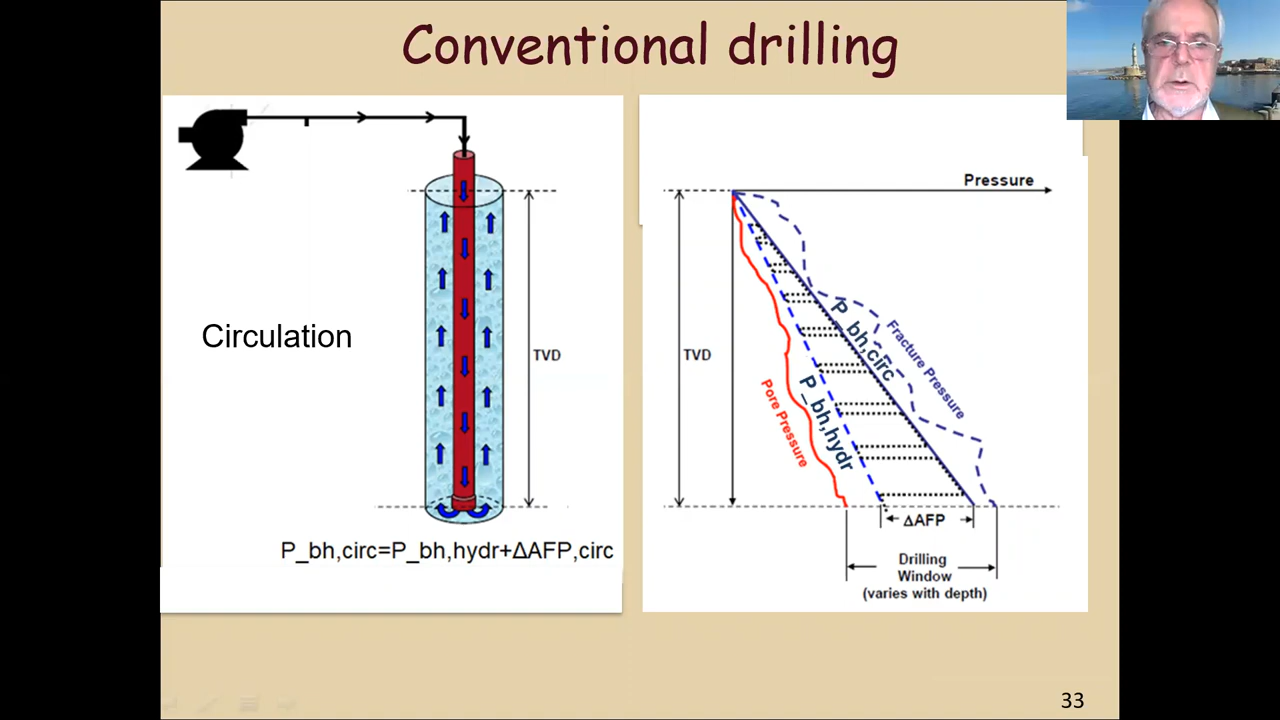 Conventional drilling
Circulation
TVD
P_bh,circ=P_bh,hydr+ΔAFP,circ
Pressure
TVD
P_bh,circ
Fracture Pressure
Pore Pressure
P_bh,hydr
ΔAFP
Drilling
Window
(varies with depth)
33